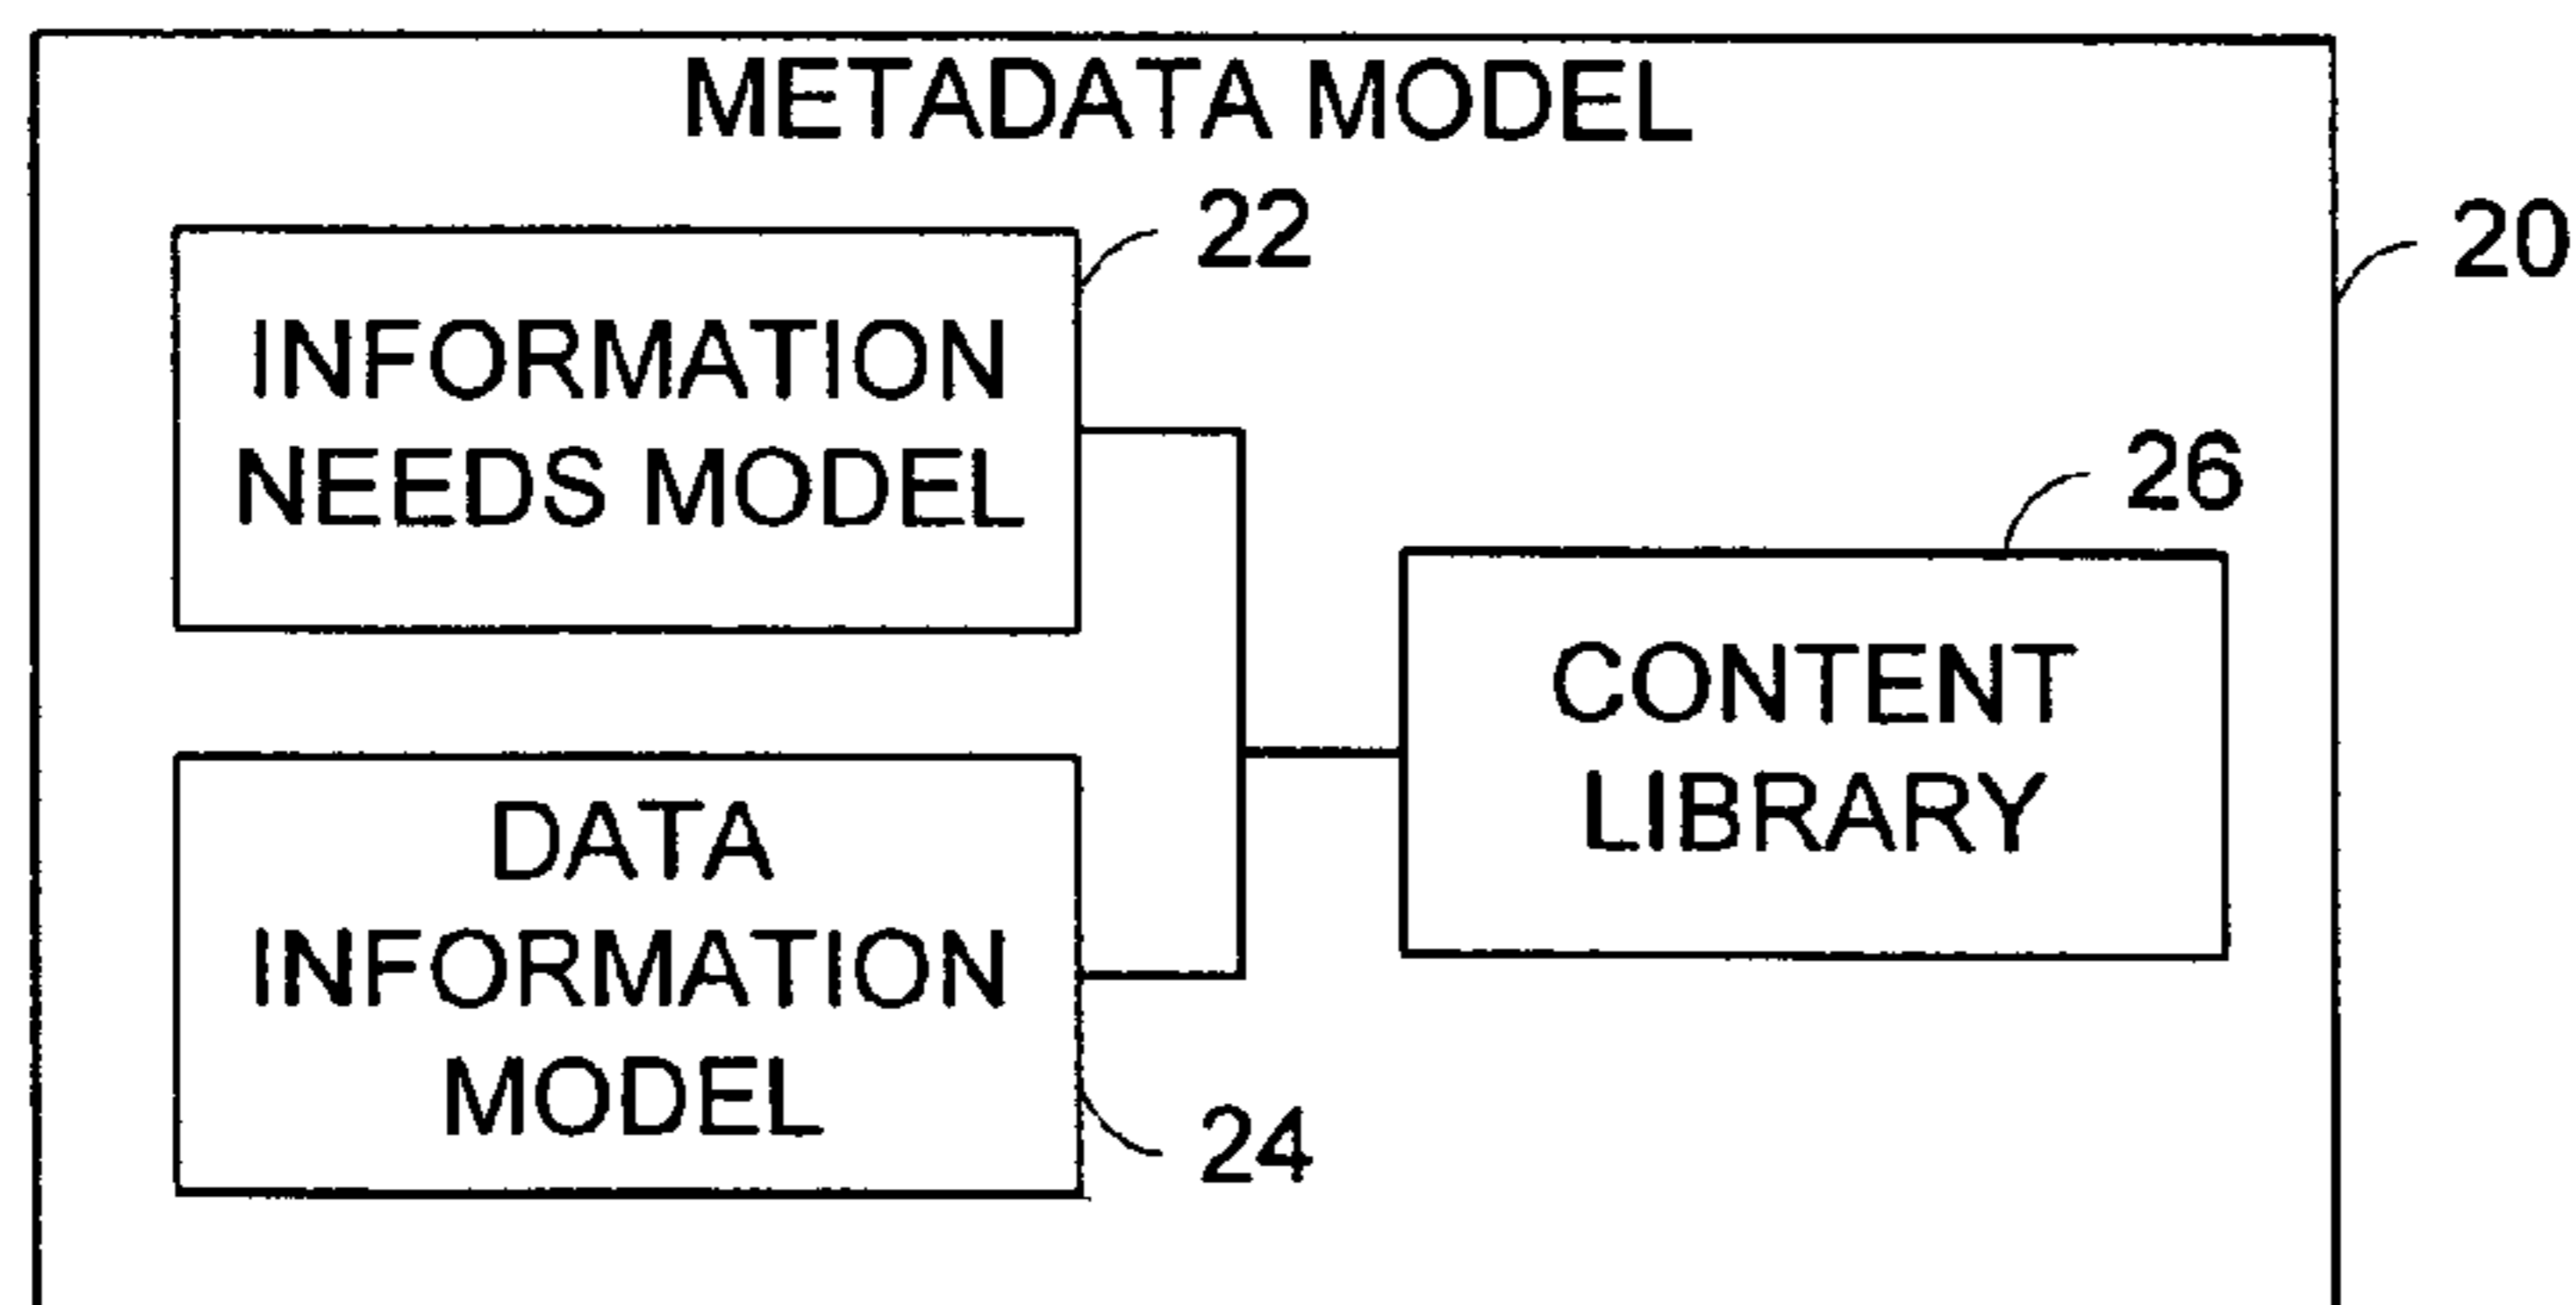 METADATA MODEL
22
20
INFORMATION
NEEDS MODEL
26
CONTENT
LIBRARY
DATA
INFORMATION
MODEL
24